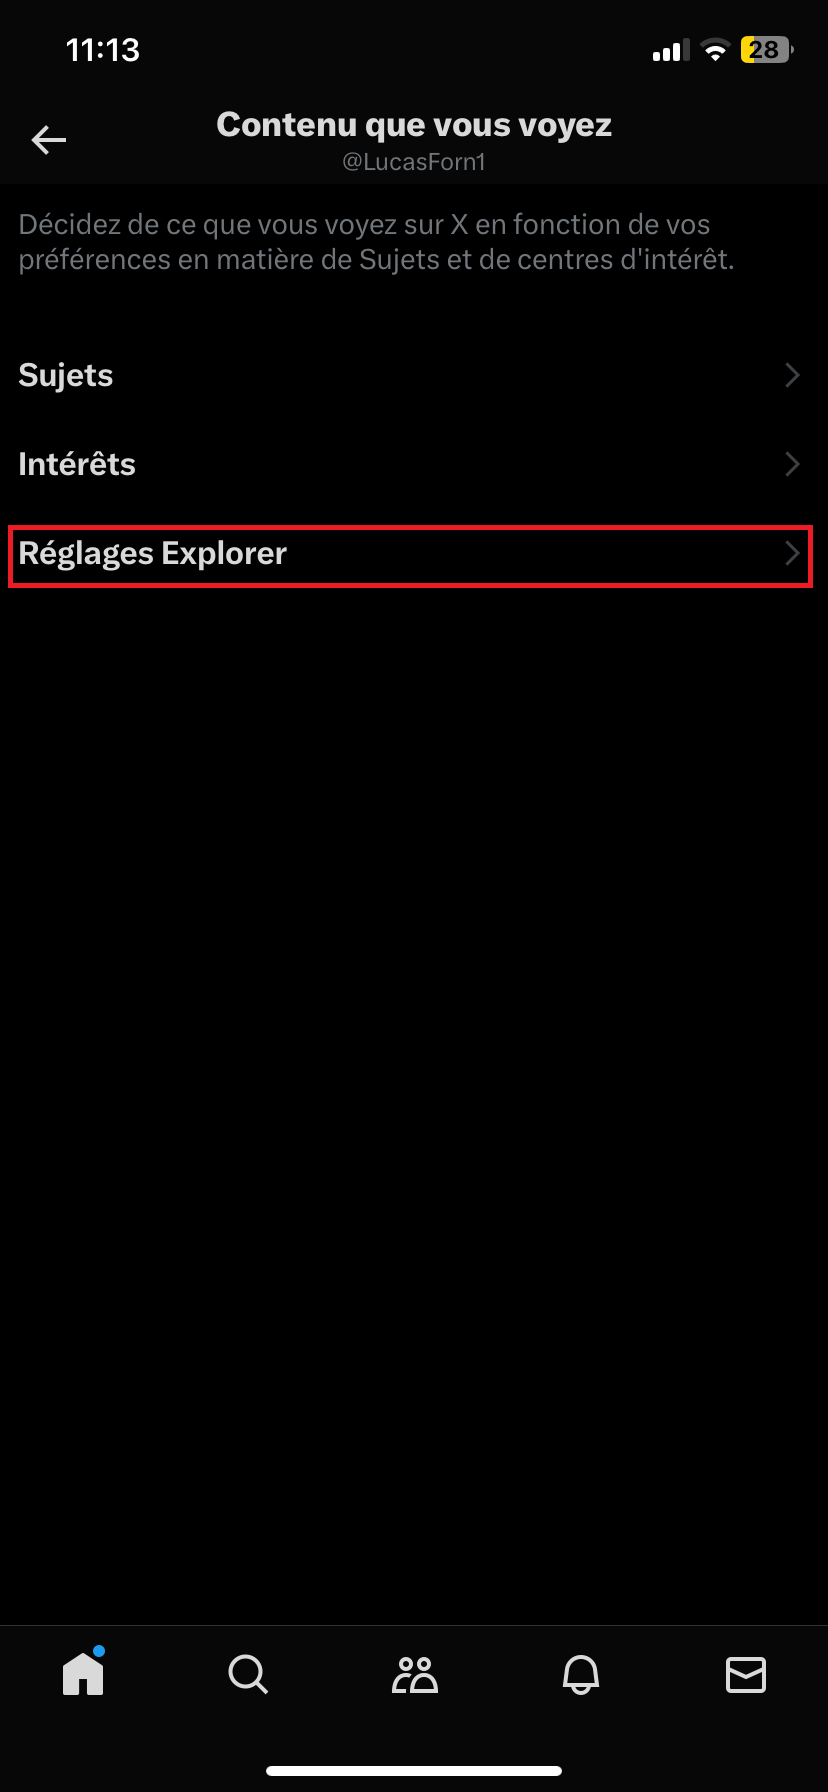 11:13
28
Contenu que vous voyez
@LucasForn1
Décidez de ce que vous voyez sur X en fonction de vos
préférences en matière de Sujets et de centres d'intérêt.
Sujets
Intérêts
Réglages Explorer